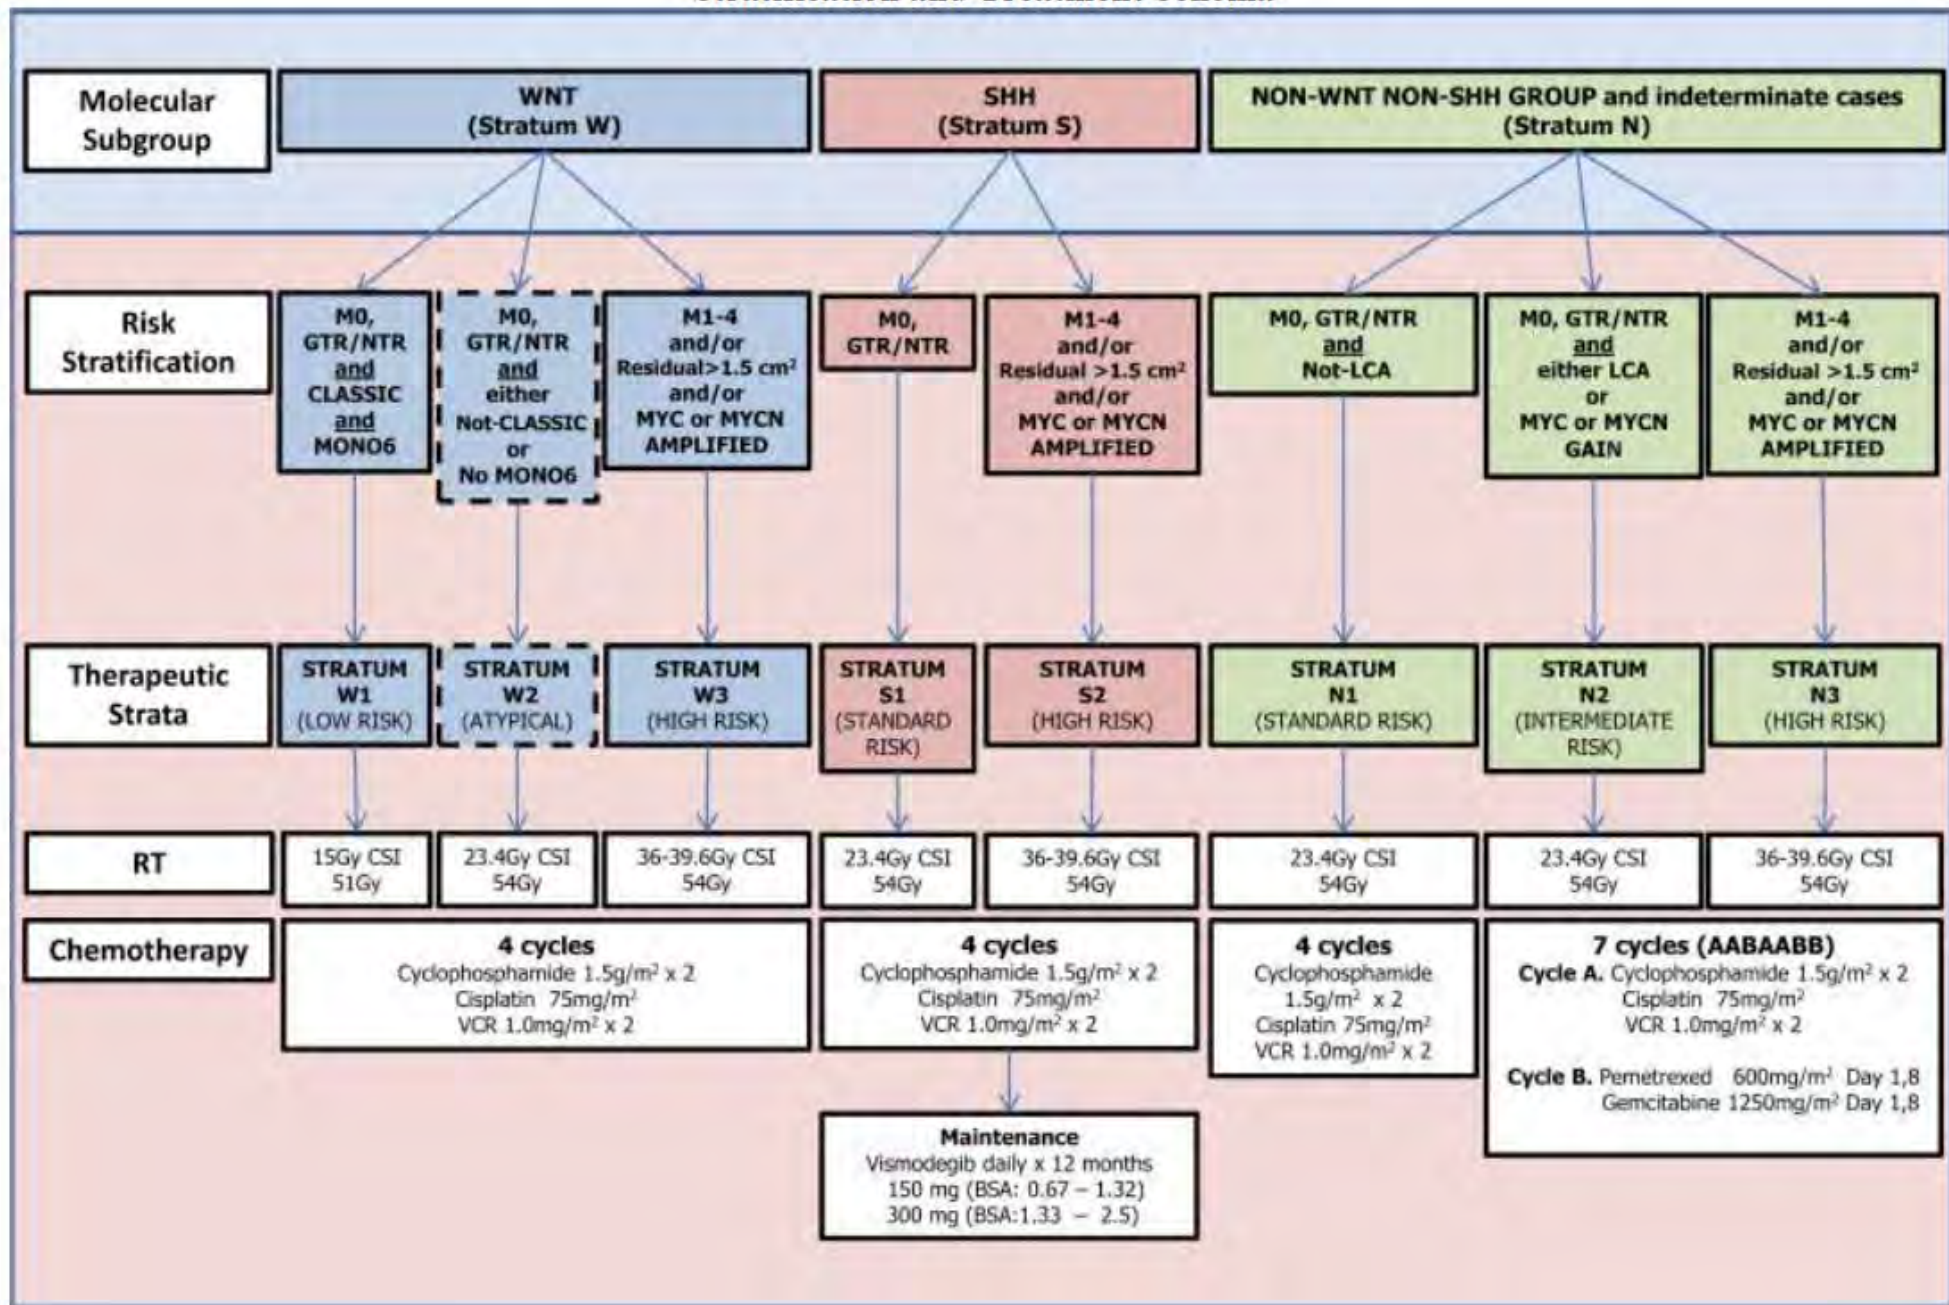 Molecular
Subgroup
WNT
(Stratum W)
SHH
(Stratum S)
NON-WNT NON-SHH GROUP and indeterminate cases
(Stratum N)
Risk
Stratification
M0,
GTR/NTR
and
CLASSIC
and
MONO6
M0,
GTR/NTR
and
either
Not-CLASSIC
or
No MONO6
M1-4
and/or
Residual>1.5 cm²
and/or
MYC or MYCN
AMPLIFIED
M0,
GTR/NTR
M1-4
and/or
Residual >1.5 cm²
and/or
MYC or MYCN
AMPLIFIED
M0, GTR/NTR
and
Not-LCA
M0, GTR/NTR
and
either LCA
or
MYC or MYCN
GAIN
M1-4
and/or
Residual >1.5 cm²
and/or
MYC or MYCN
AMPLIFIED
Therapeutic
Strata
STRATUM
W1
(LOW RISK)
STRATUM
W2
(ATYPICAL)
STRATUM
W3
(HIGH RISK)
STRATUM
S1
(STANDARD
RISK)
STRATUM
S2
(HIGH RISK)
STRATUM
N1
(STANDARD RISK)
STRATUM
N2
(INTERMEDIATE
RISK)
STRATUM
N3
(HIGH RISK)
RT
15Gy CSI
51Gy
23.4Gy CSI
54Gy
36-39.6Gy CSI
54Gy
23.4Gy CSI
54Gy
36-39.6Gy CSI
54Gy
23.4Gy CSI
54Gy
23.4Gy CSI
54Gy
36-39.6Gy CSI
54Gy
Chemotherapy
4 cycles
Cyclophosphamide 1.5g/m² x 2
Cisplatin 75mg/m²
VCR 1.0mg/m² x 2
4 cycles
Cyclophosphamide 1.5g/m² x 2
Cisplatin 75mg/m²
VCR 1.0mg/m² x 2
4 cycles
Cyclophosphamide
1.5g/m² x 2
Cisplatin 75mg/m²
VCR 1.0mg/m² x 2
7 cycles (AABAABB)
Cycle A. Cyclophosphamide 1.5g/m² x 2
Cisplatin 75mg/m²
VCR 1.0mg/m² x 2
Cycle B. Pemetrexed 600mg/m² Day 1,8
Gemcitabine 1250mg/m² Day 1,8
Maintenance
Vismodegib daily x 12 months
150 mg (BSA: 0.67 – 1.32)
300 mg (BSA:1.33 – 2.5)